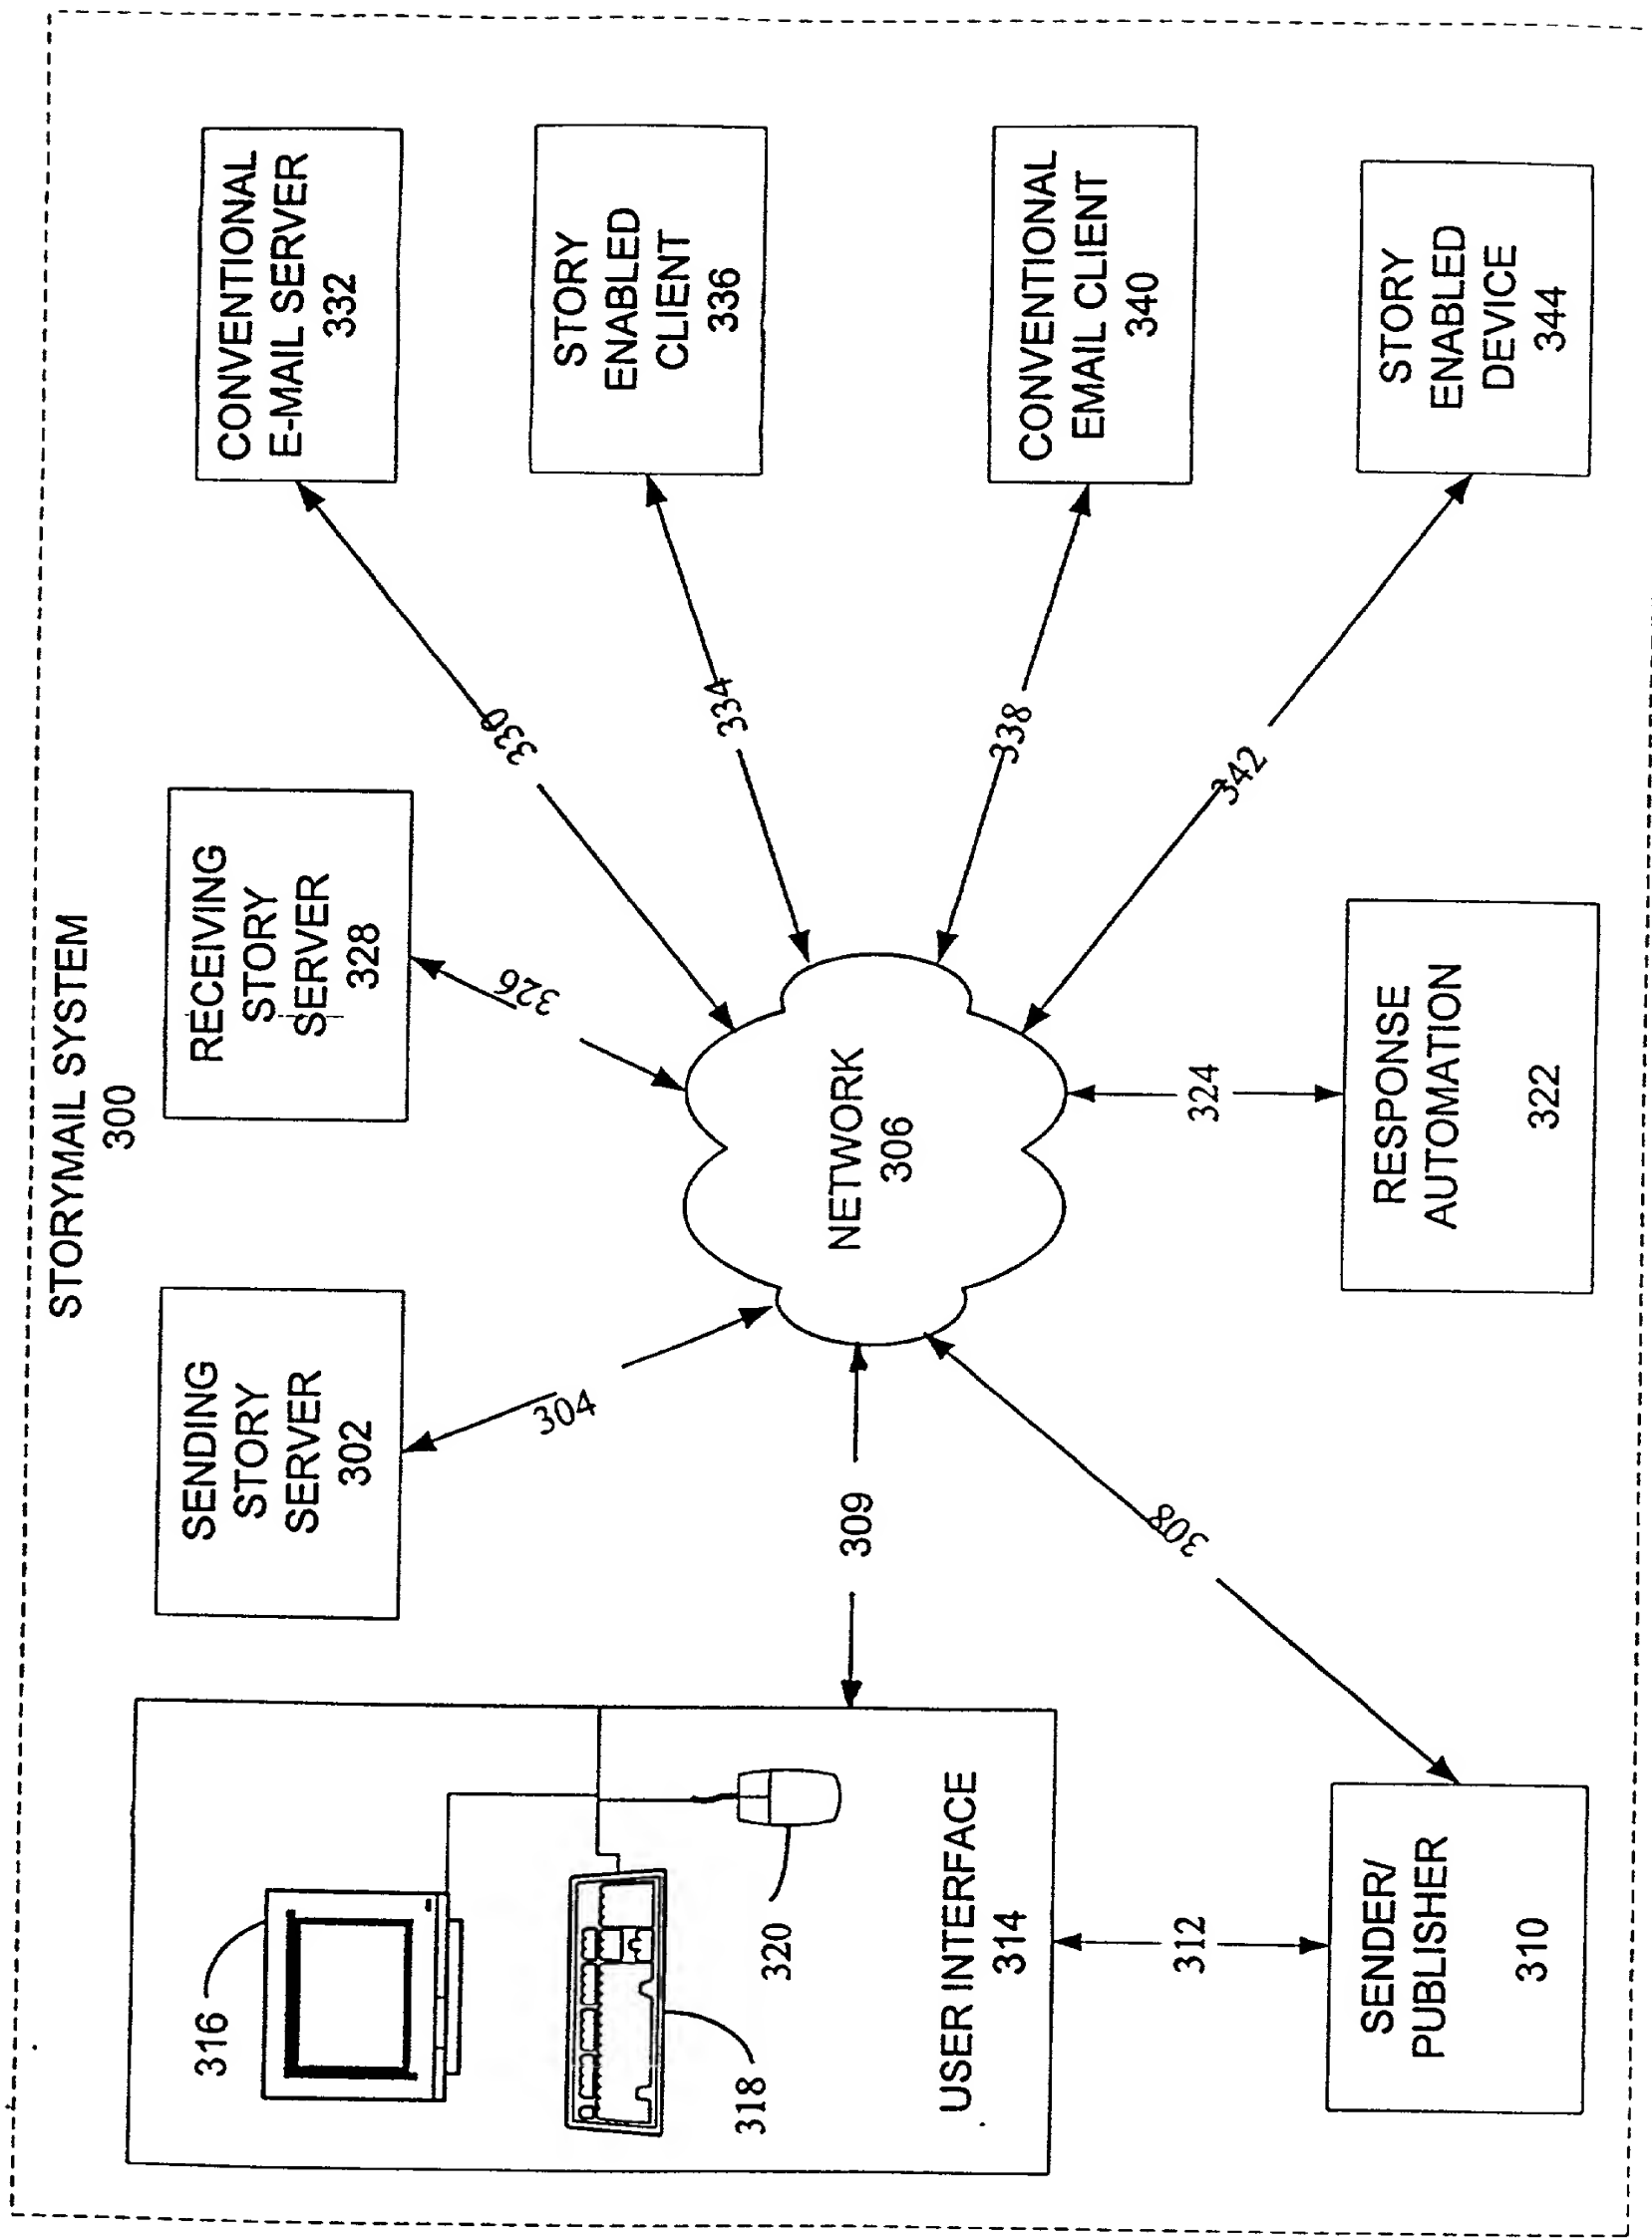 STORYMAIL SYSTEM
300
SENDING
STORY
SERVER
302
RECEIVING
STORY
SERVER
328
CONVENTIONAL
E-MAIL SERVER
332
316
318
320
USER INTERFACE
314
304
326
330
309
NETWORK
306
334
STORY
ENABLED
CLIENT
336
338
CONVENTIONAL
EMAIL CLIENT
340
312
308
324
342
SENDER/
PUBLISHER
310
RESPONSE
AUTOMATION
322
STORY
ENABLED
DEVICE
344